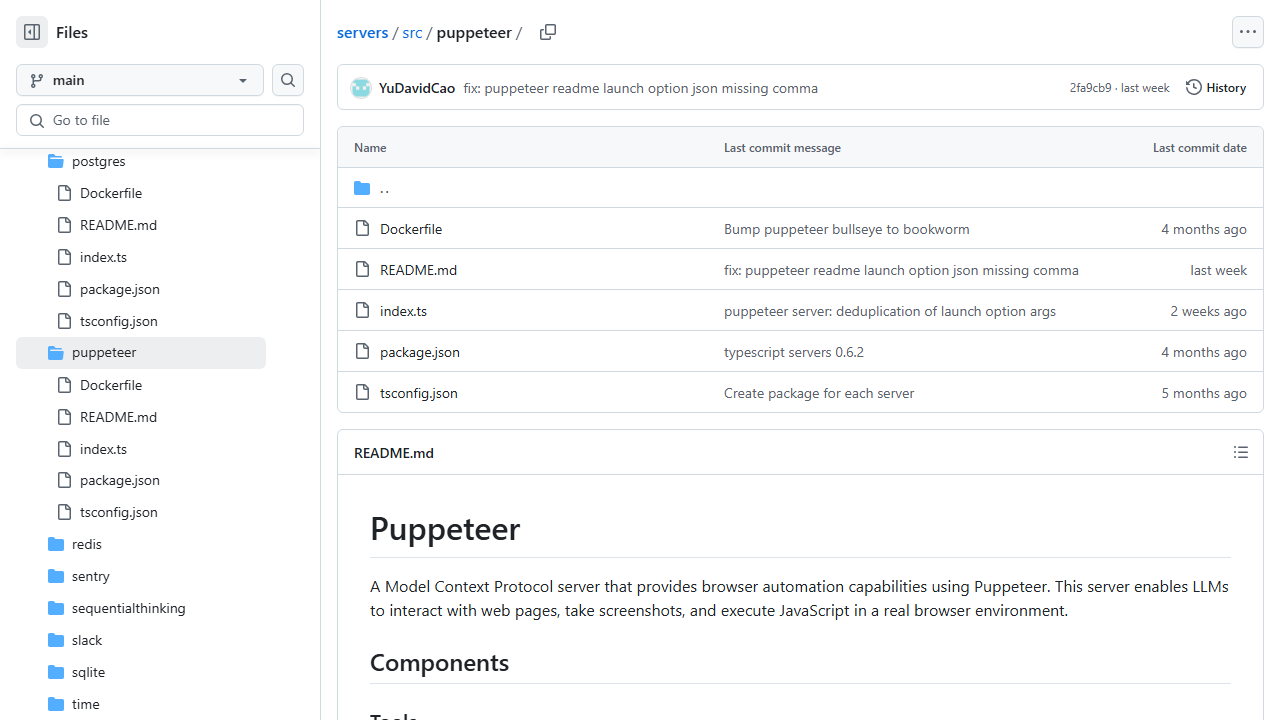 Files
main
Go to file
postgres
Dockerfile
README.md
index.ts
package.json
tsconfig.json
puppeteer
Dockerfile
README.md
index.ts
package.json
tsconfig.json
redis
sentry
sequentialthinking
slack
sqlite
time
servers / src / puppeteer /
YuDavidCao fix: puppeteer readme launch option json missing comma 2fa9cb9 · last week History
Name Last commit message Last commit date
..
Dockerfile Bump puppeteer bullseye to bookworm 4 months ago
README.md fix: puppeteer readme launch option json missing comma last week
index.ts puppeteer server: deduplication of launch option args 2 weeks ago
package.json typescript servers 0.6.2 4 months ago
tsconfig.json Create package for each server 5 months ago
README.md
Puppeteer
A Model Context Protocol server that provides browser automation capabilities using Puppeteer. This server enables LLMs
to interact with web pages, take screenshots, and execute JavaScript in a real browser environment.
Components
Tools